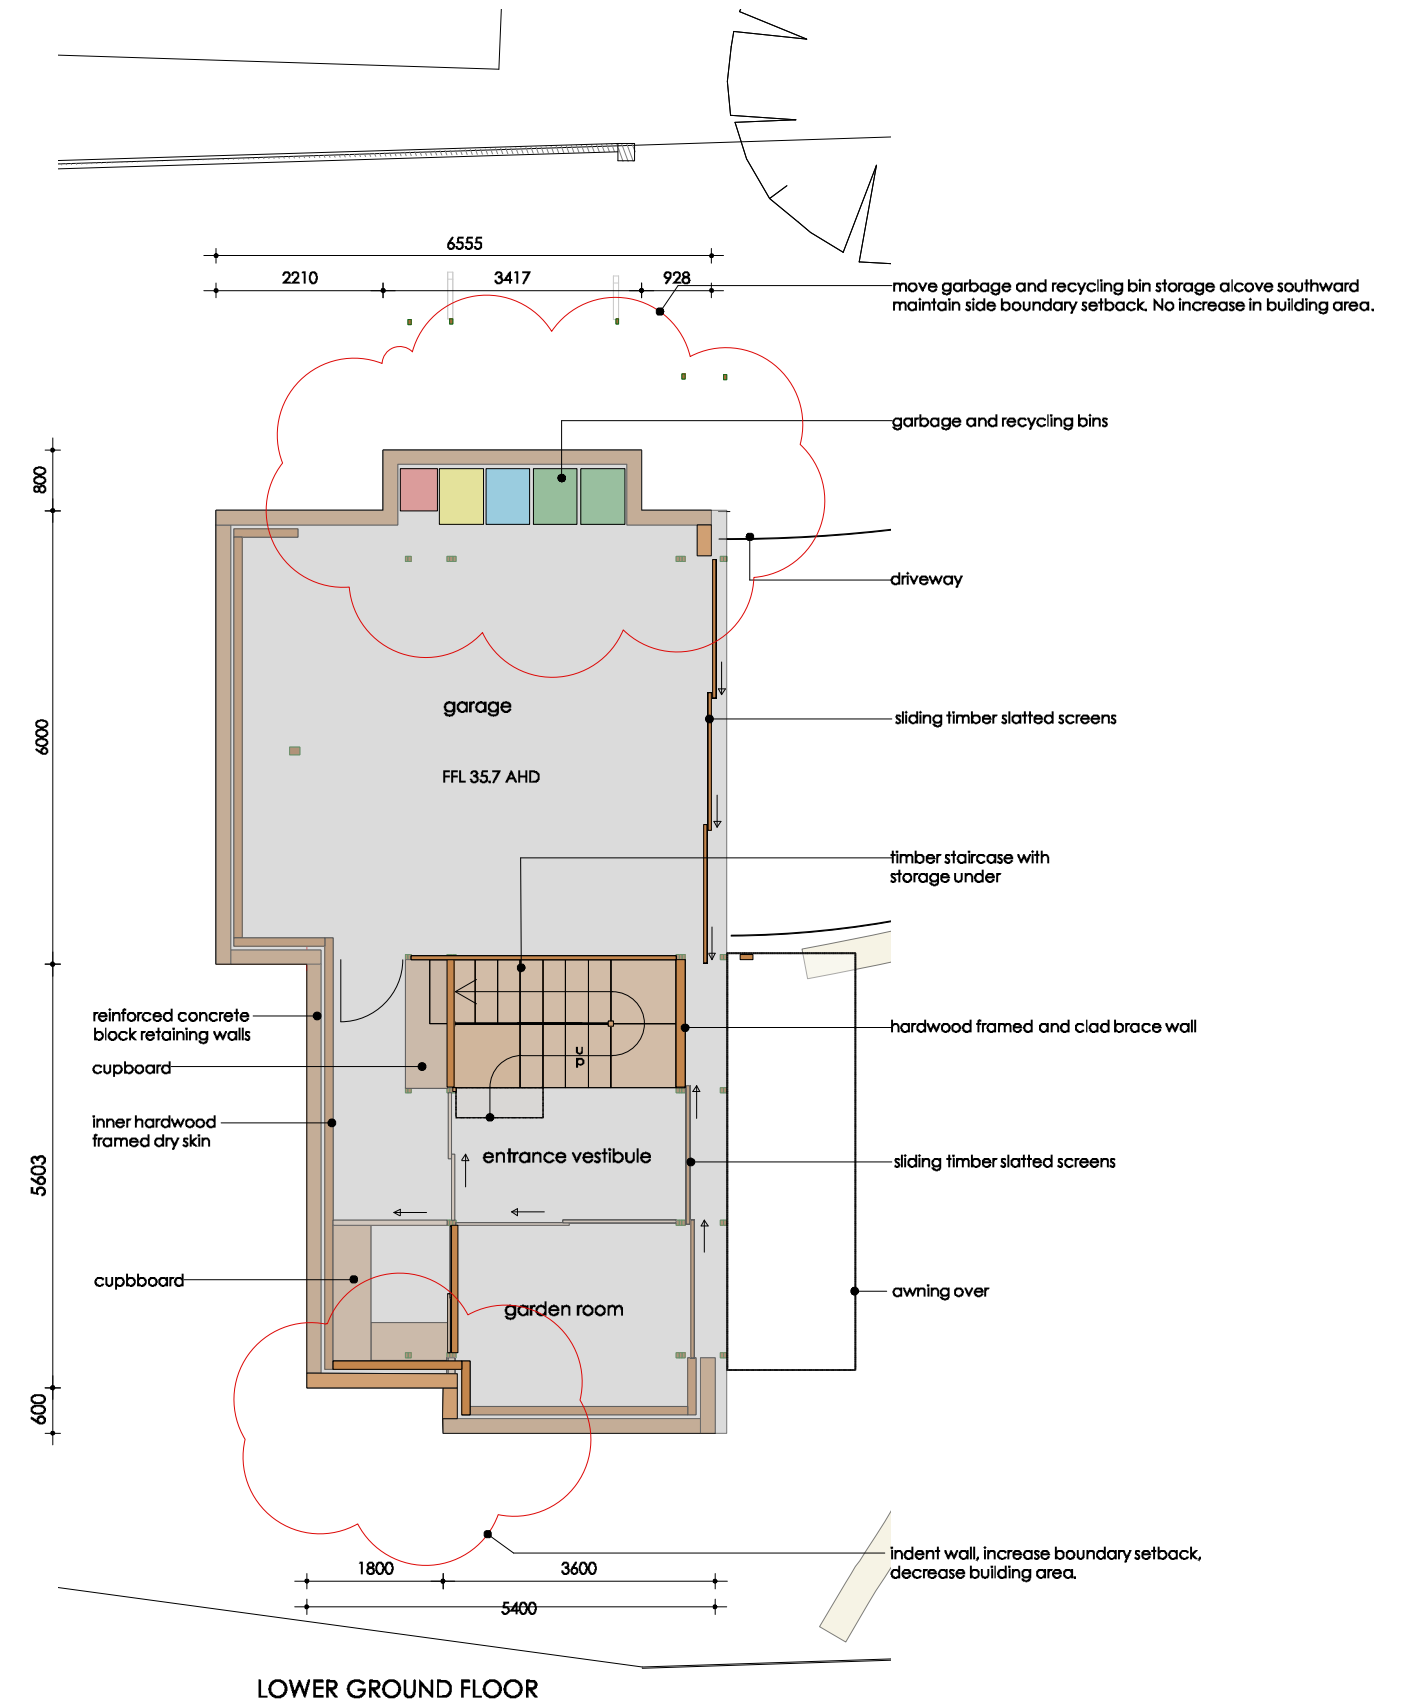 6555
2210
3417
928
move garbage and recycling bin storage alcove southward
maintain side boundary setback. No increase in building area.
garbage and recycling bins
800
driveway
garage
sliding timber slatted screens
6000
FFL 35.7 AHD
timber staircase with
storage under
reinforced concrete
block retaining walls
hardwood framed and clad brace wall
up
cupboard
inner hardwood
framed dry skin
entrance vestibule
sliding timber slatted screens
5603
cupbboard
awning over
garden room
600
indent wall, increase boundary setback,
decrease building area.
1800
3600
5400
LOWER GROUND FLOOR